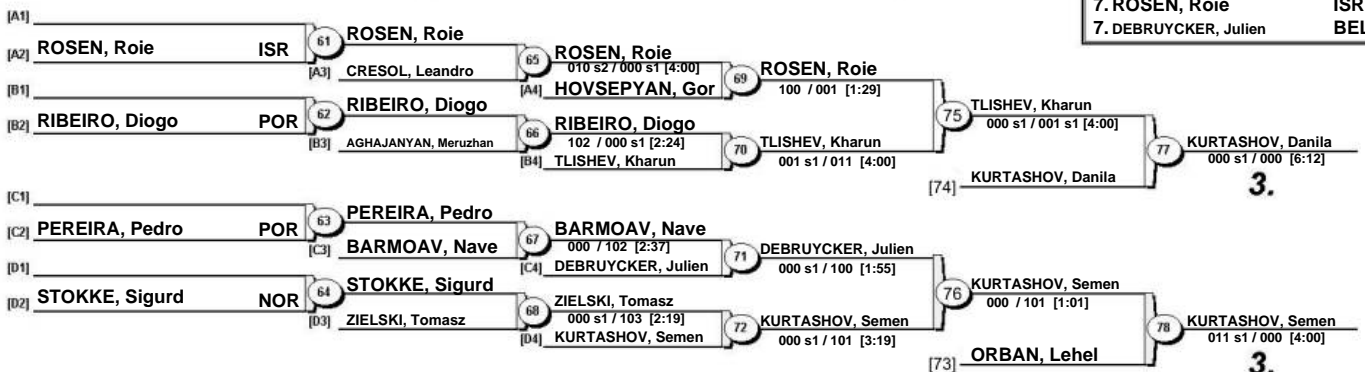 7. ROSEN, Roie ISR
7. DEBRUYCKER, Julien BEL
[A1]
[A2] ROSEN, Roie ISR
61
ROSEN, Roie
[A3] CRESOL, Leandro
65
ROSEN, Roie
010 s2 / 000 s1 [4:00]
[A4] HOVSEPYAN, Gor
69
ROSEN, Roie
100 / 001 [1:29]
[B1]
[B2] RIBEIRO, Diogo POR
62
RIBEIRO, Diogo
[B3] AGHAJANYAN, Meruzhan
66
RIBEIRO, Diogo
102 / 000 s1 [2:24]
[B4] TLISHEV, Kharun
70
TLISHEV, Kharun
001 s1 / 011 [4:00]
75
TLISHEV, Kharun
000 s1 / 001 s1 [4:00]
[74] KURTASHOV, Danila
77
KURTASHOV, Danila
000 s1 / 000 [6:12]
3.
[C1]
[C2] PEREIRA, Pedro POR
63
PEREIRA, Pedro
[C3] BARMOAV, Nave
67
BARMOAV, Nave
000 / 102 [2:37]
[C4] DEBRUYCKER, Julien
71
DEBRUYCKER, Julien
000 s1 / 100 [1:55]
[D1]
[D2] STOKKE, Sigurd NOR
64
STOKKE, Sigurd
[D3] ZIELSKI, Tomasz
68
ZIELSKI, Tomasz
000 s1 / 103 [2:19]
[D4] KURTASHOV, Semen
72
KURTASHOV, Semen
000 s1 / 101 [3:19]
76
KURTASHOV, Semen
000 / 101 [1:01]
[73] ORBAN, Lehel
78
KURTASHOV, Semen
011 s1 / 000 [4:00]
3.